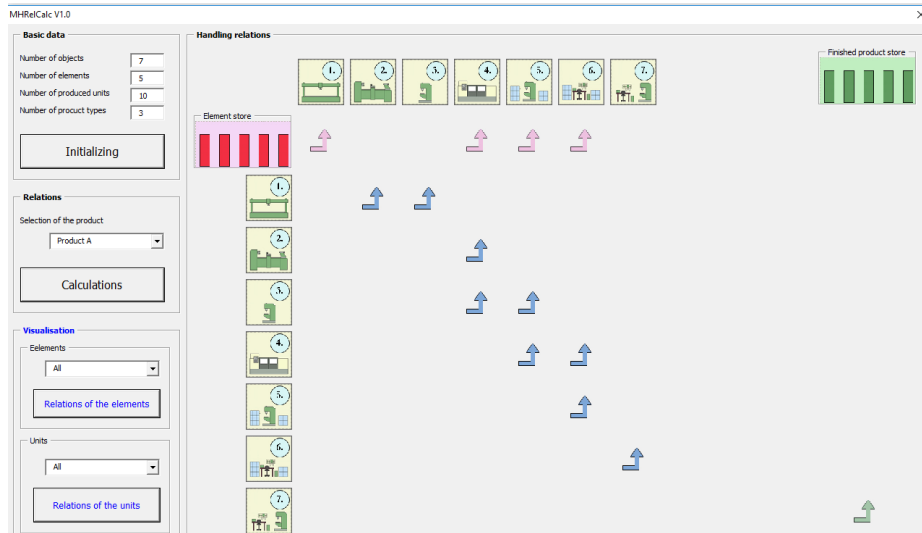 MHRelCalc V1.0
Basic data
Number of objects 7
Number of elements 5
Number of produced units 10
Number of procuct types 3
Initializing
Relations
Selection of the product
Product A
Calculations
Visualisation
Eelements
All
Relations of the elements
Units
All
Relations of the units
Handling relations
1. 2. 3. 4. 5. 6. 7.
Finished product store
Element store
1.
2.
3.
4.
5.
6.
7.